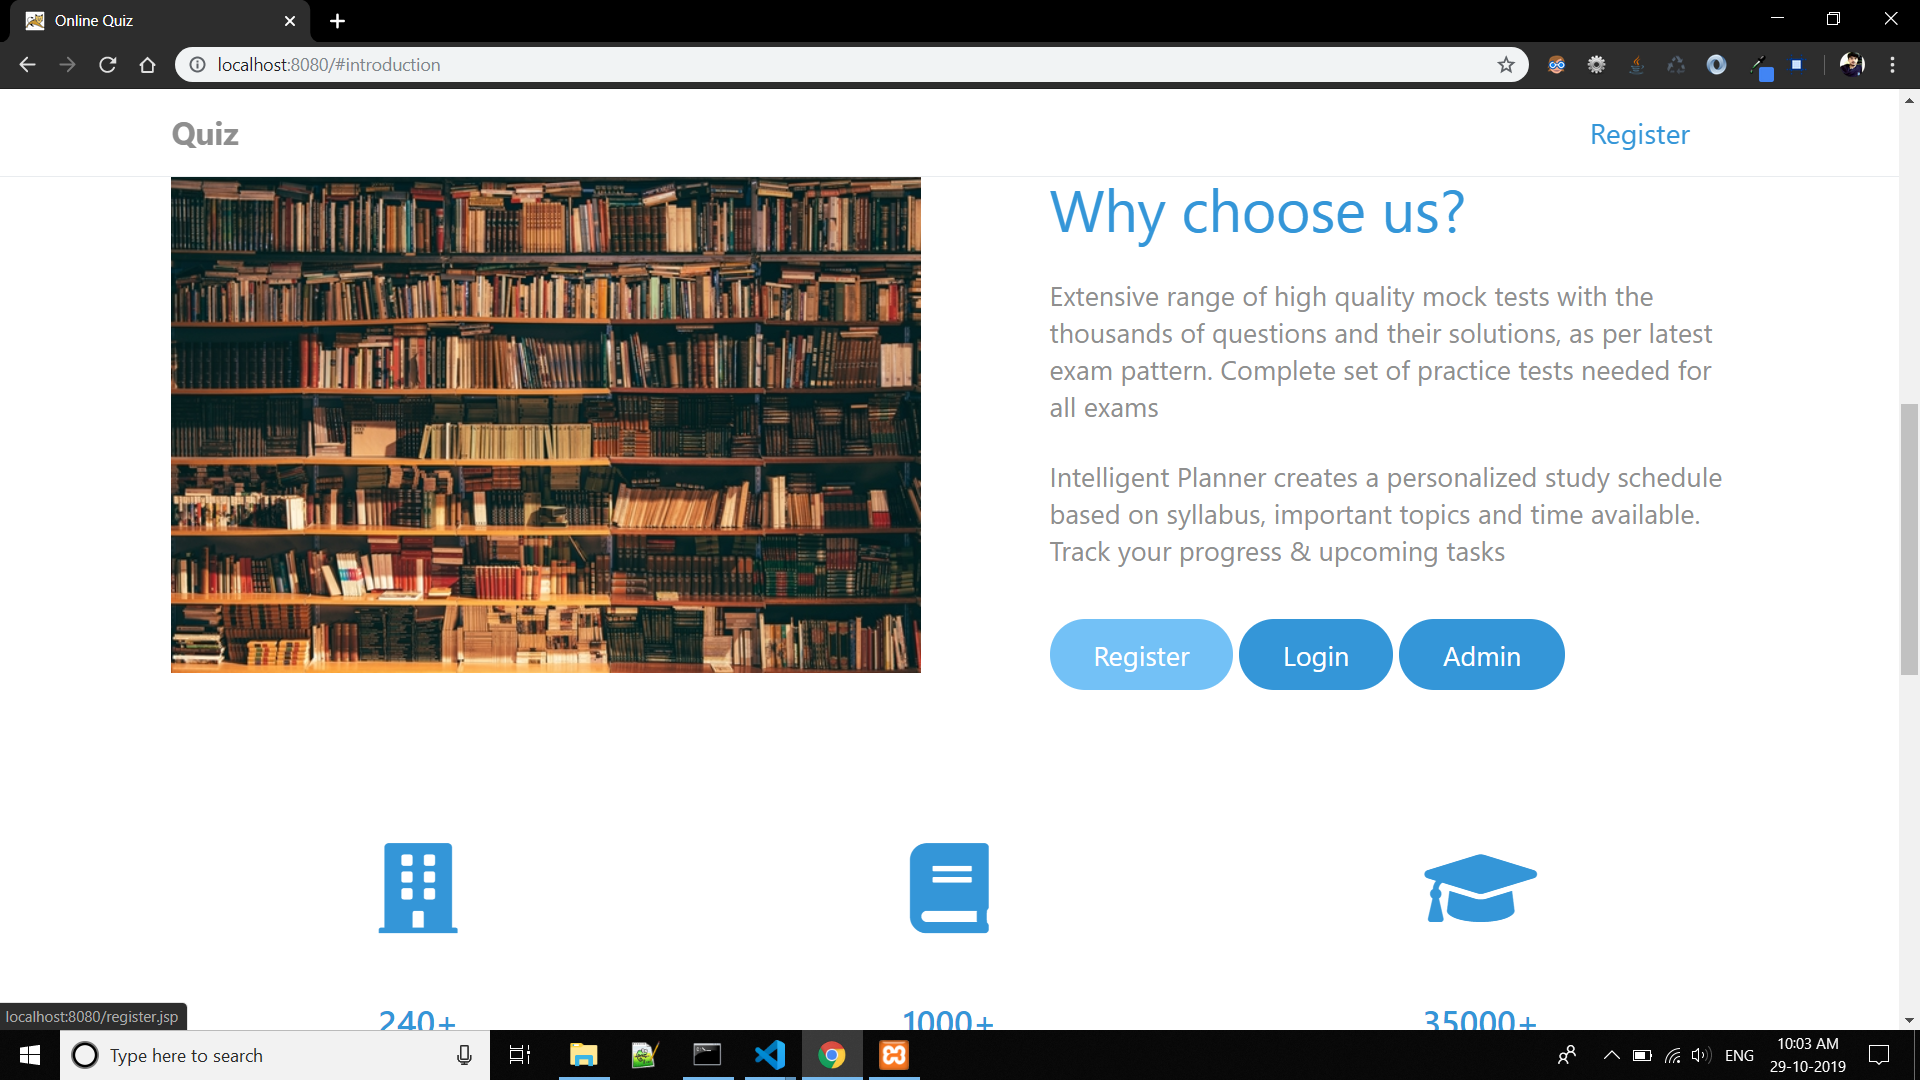 Online Quiz
localhost:8080/#introduction
Quiz
Register
Why choose us?
Extensive range of high quality mock tests with the
thousands of questions and their solutions, as per latest
exam pattern. Complete set of practice tests needed for
all exams
Intelligent Planner creates a personalized study schedule
based on syllabus, important topics and time available.
Track your progress & upcoming tasks
Register
Login
Admin
240+
1000+
35000+
localhost:8080/register.jsp
Type here to search
ENG
10:03 AM
29-10-2019